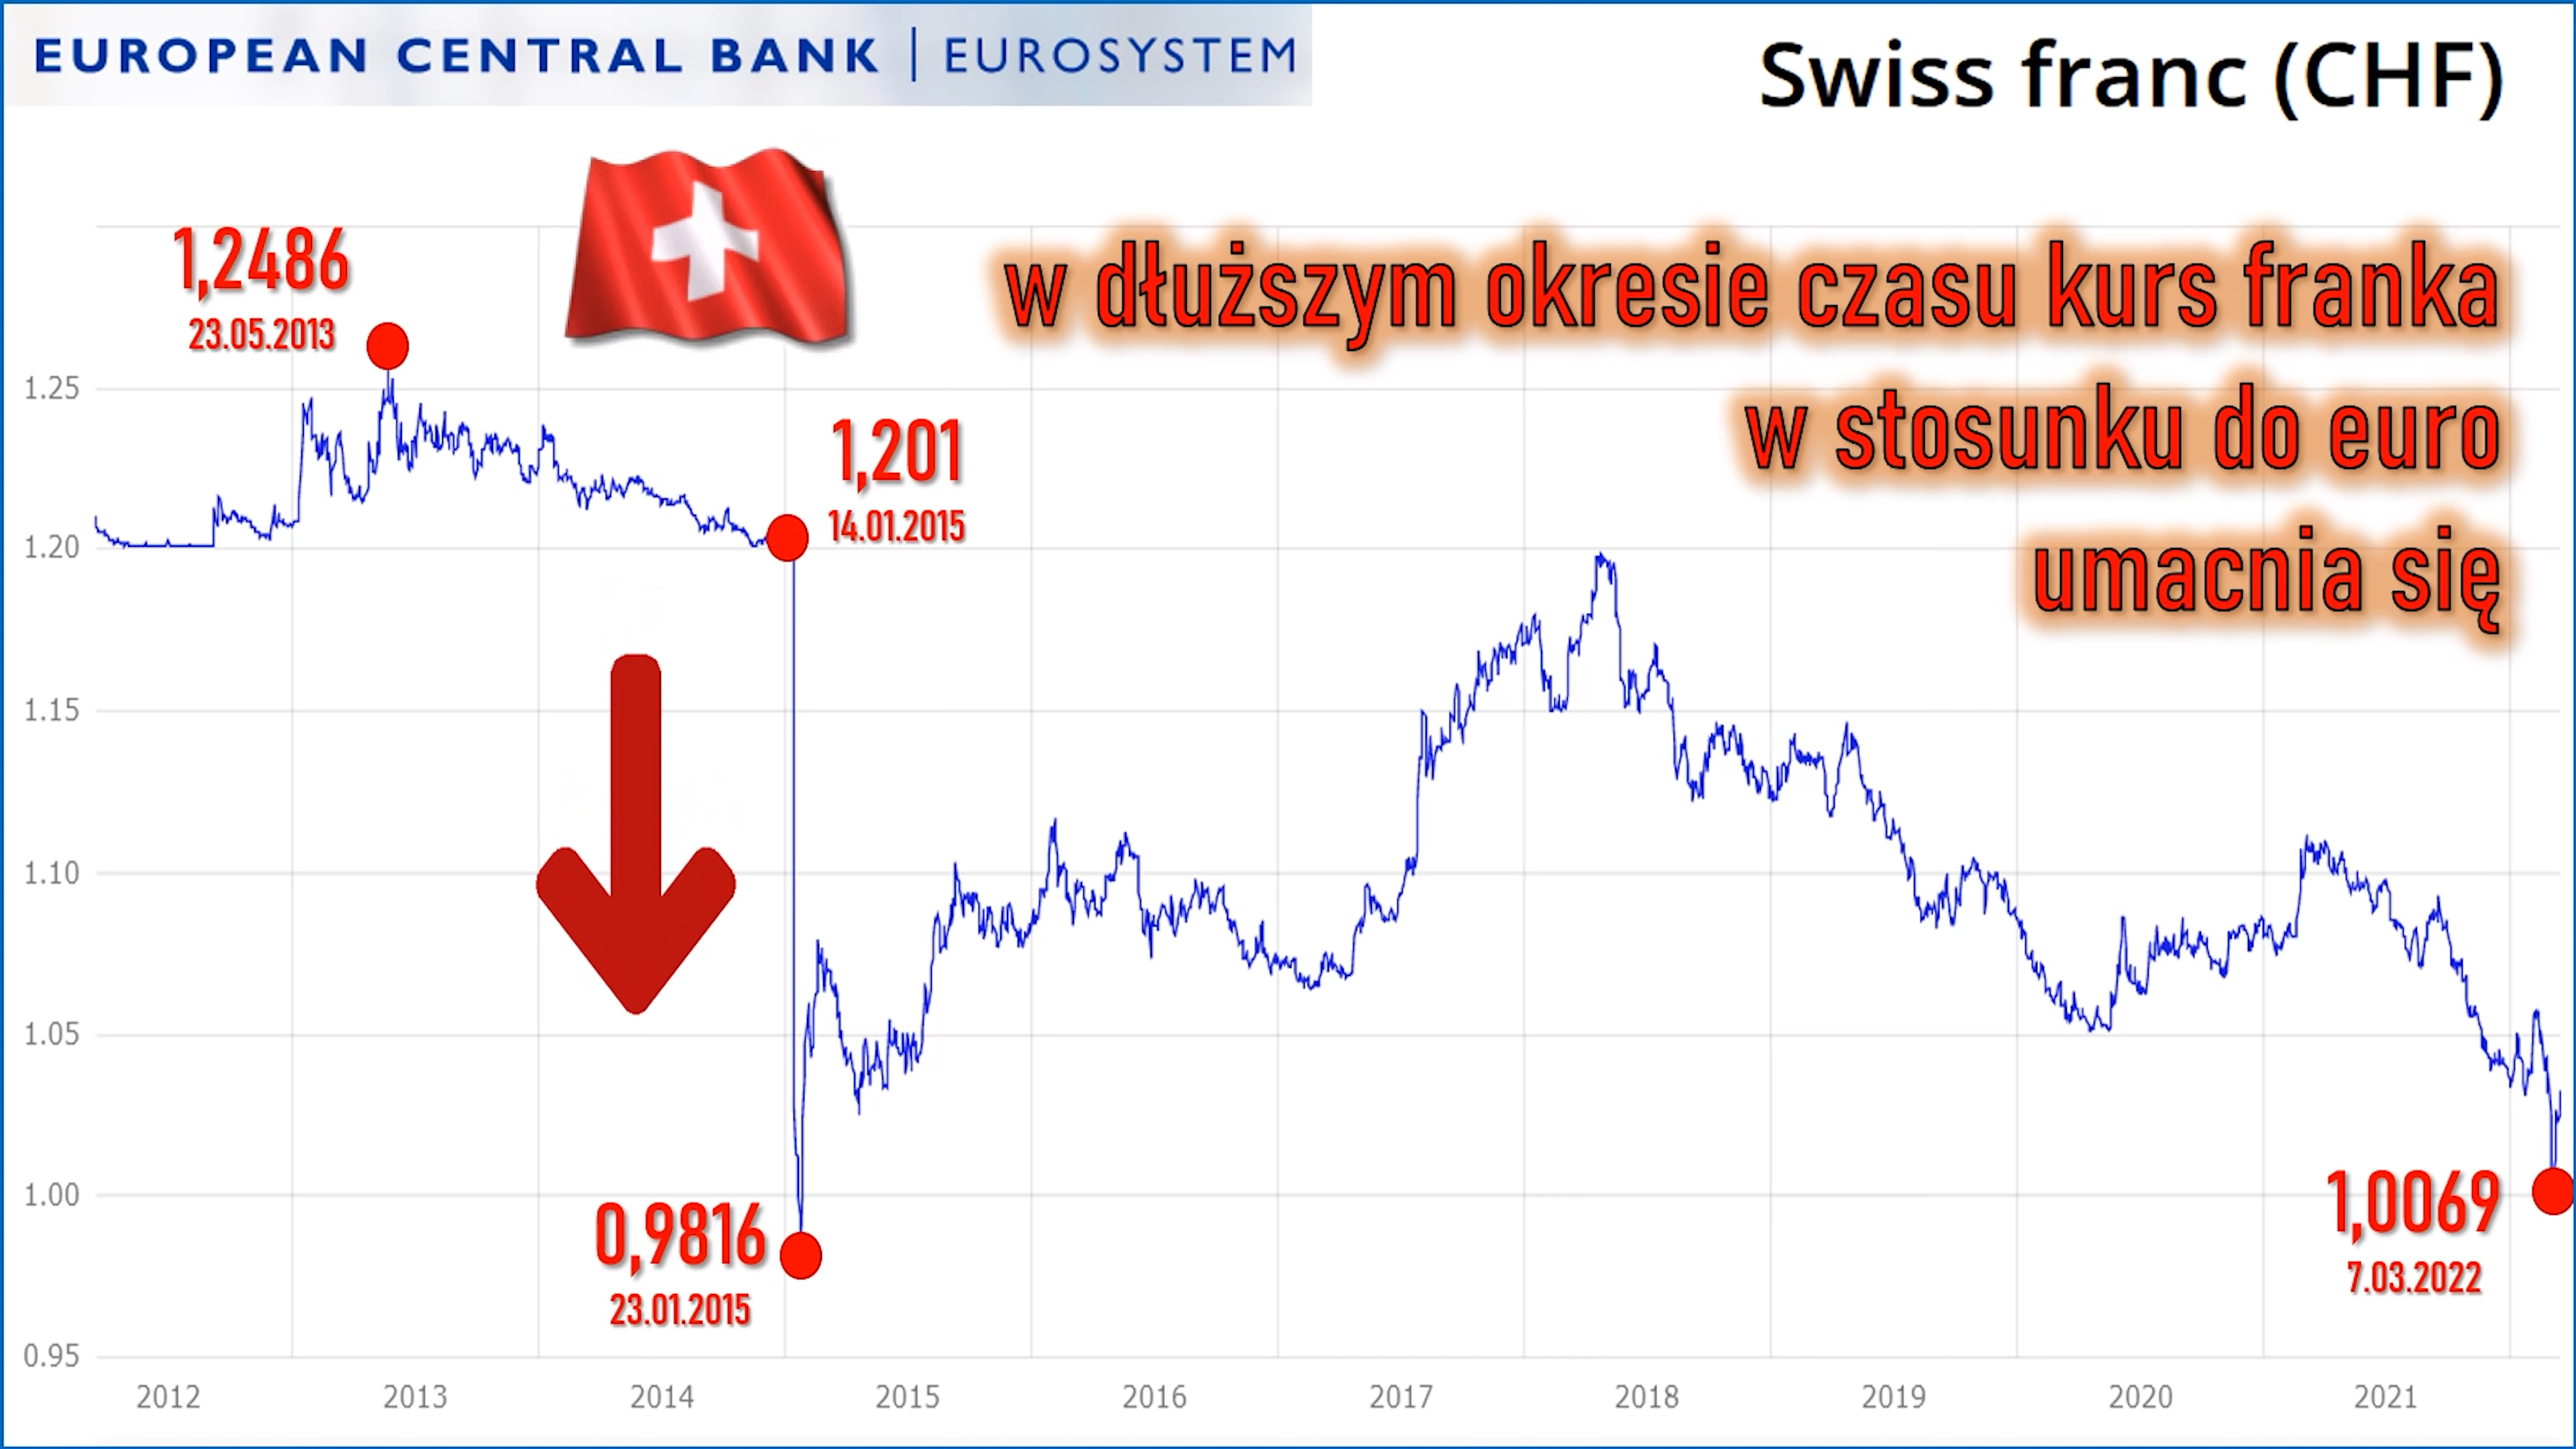 EUROPEAN CENTRAL BANK | EUROSYSTEM
Swiss franc (CHF)
1,2486
23.05.2013
w dłuższym okresie czasu kurs franka
w stosunku do euro
umacnia się
1,201
14.01.2015
0,9816
23.01.2015
1,0069
7.03.2022
1.25
1.20
1.15
1.10
1.05
1.00
0.95
2012 2013 2014 2015 2016 2017 2018 2019 2020 2021